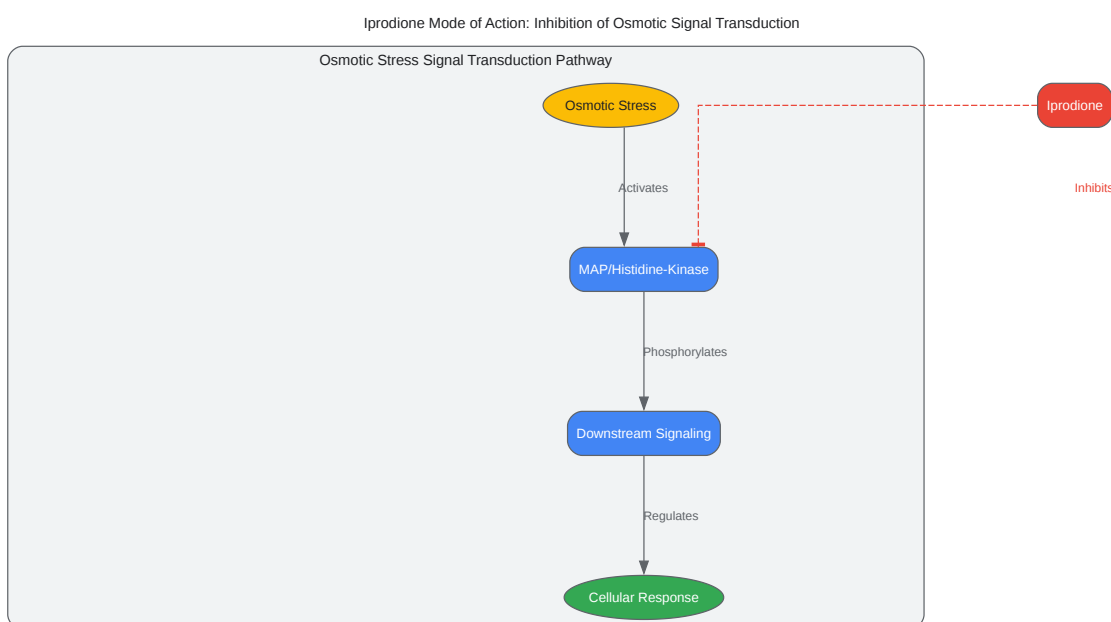 Iprodione Mode of Action: Inhibition of Osmotic Signal Transduction
Osmotic Stress Signal Transduction Pathway
Osmotic Stress
Iprodione
Activates
Inhibits
MAP/Histidine-Kinase
Phosphorylates
Downstream Signaling
Regulates
Cellular Response